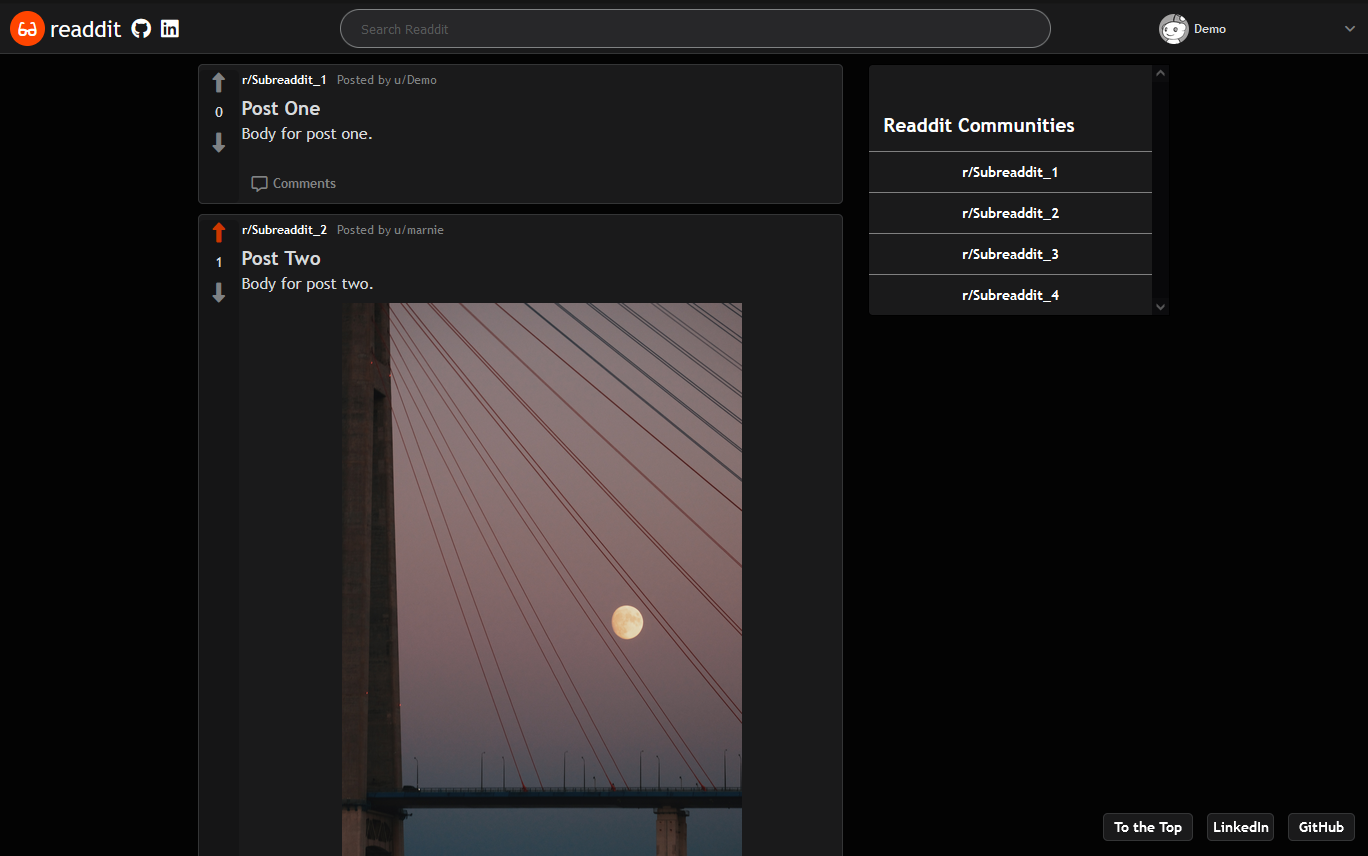 readdit
Search Readdit
Demo
r/Subreaddit_1 Posted by u/Demo
0
Post One
Body for post one.
Comments
r/Subreaddit_2 Posted by u/marnie
1
Post Two
Body for post two.
Readdit Communities
r/Subreaddit_1
r/Subreaddit_2
r/Subreaddit_3
r/Subreaddit_4
To the Top
LinkedIn
GitHub